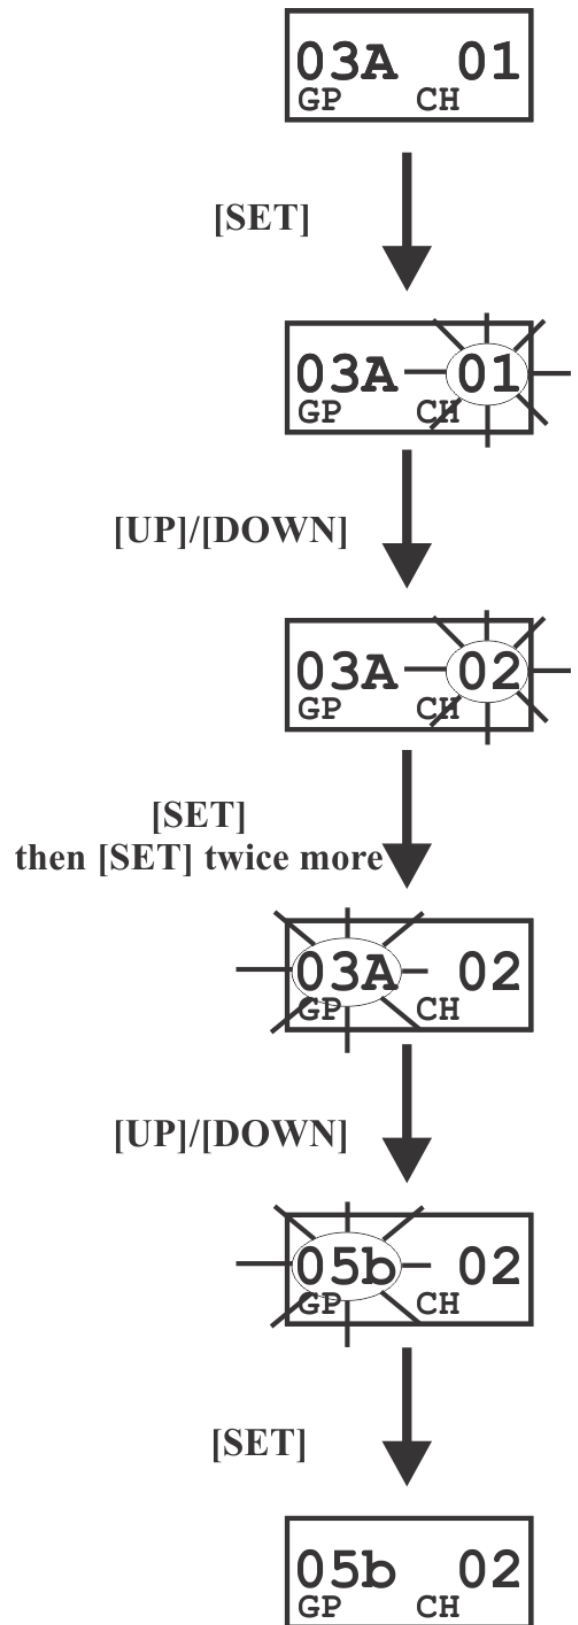 03A 01
GP CH
[SET]
03A 01
GP CH
[UP]/[DOWN]
03A 02
GP CH
[SET]
then [SET] twice more
03A 02
GP CH
[UP]/[DOWN]
05b 02
GP CH
[SET]
05b 02
GP CH